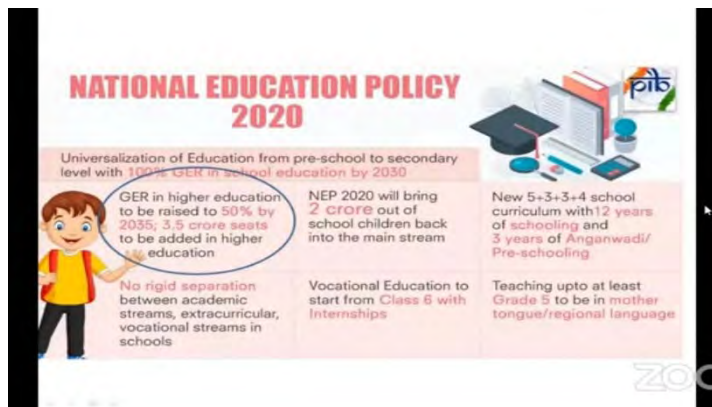 NATIONAL EDUCATION POLICY
2020
pib
Universalization of Education from pre-school to secondary
level with 100% GER in school education by 2030
GER in higher education
to be raised to 50% by
2035; 3.5 crore seats
to be added in higher
education
NEP 2020 will bring
2 crore out of
school children back
into the main stream
New 5+3+3+4 school
curriculum with 12 years
of schooling and
3 years of Anganwadi/
Pre-schooling
No rigid separation
between academic
streams, extracurricular,
vocational streams in
schools
Vocational Education to
start from Class 6 with
Internships
Teaching upto at least
Grade 5 to be in mother
tongue/regional language
ZOO